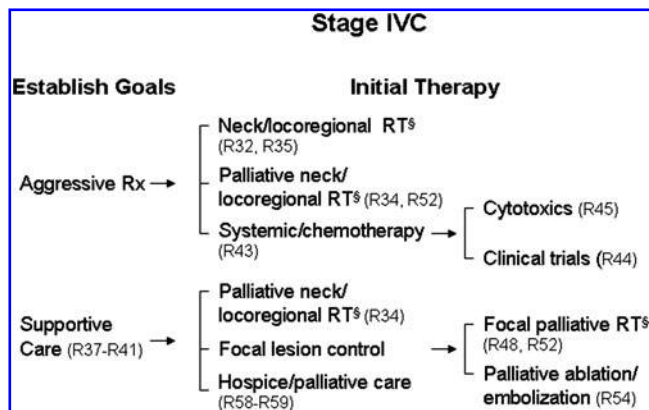 Stage IVC
Establish Goals
Initial Therapy
Aggressive Rx
Neck/locoregional RT§
(R32, R35)
Palliative neck/
locoregional RT§ (R34, R52)
Systemic/chemotherapy
(R43)
Cytotoxics (R45)
Clinical trials (R44)
Supportive
Care (R37-R41)
Palliative neck/
locoregional RT§ (R34)
Focal lesion control
Hospice/palliative care
(R58-R59)
Focal palliative RT§
(R48, R52)
Palliative ablation/
embolization (R54)